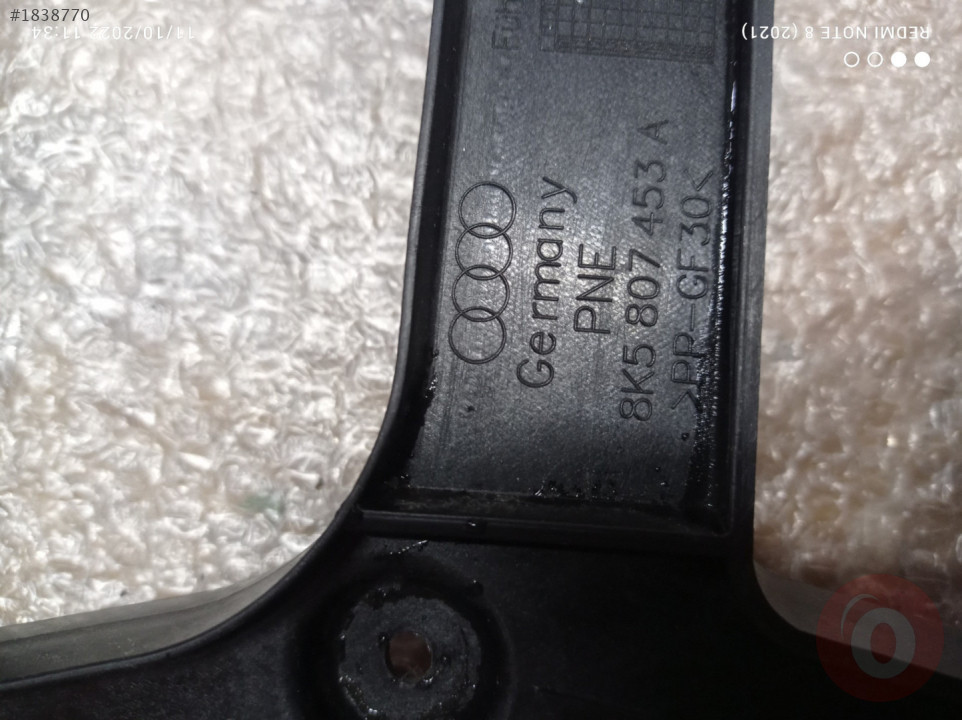 #1838770
11/10/2022 11:34
REDMI NOTE 8 (2021)
Germany
PNE
8K5 807 453 A
>PP-GF30<
O